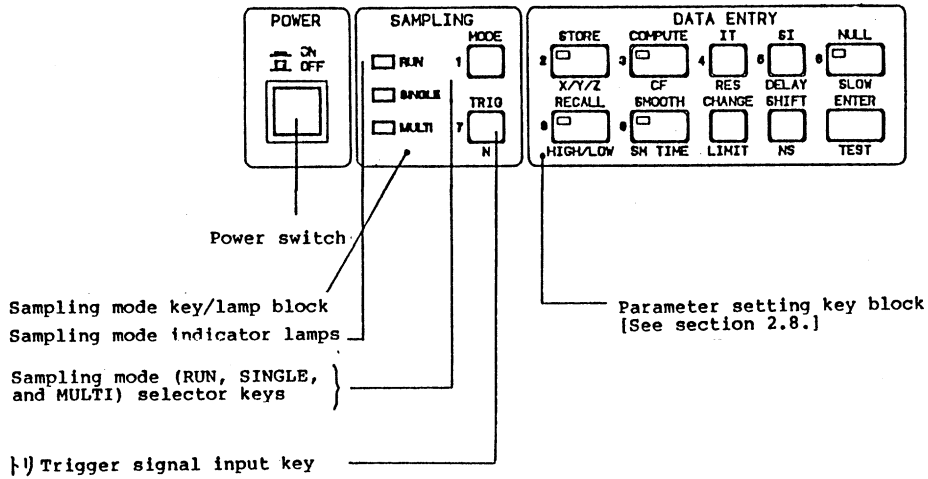 POWER
ON
OFF
SAMPLING
MODE
RUN
1
SINGLE
TRIG
MULTI
7
N
DATA ENTRY
STORE COMPUTE IT SI NULL
2 3 4 5 6
X/Y/Z CF RES DELAY SLOW
RECALL SMOOTH CHANGE SHIFT ENTER
8 9
HIGH/LOW SM TIME LIMIT NS TEST
Power switch
Sampling mode key/lamp block
Sampling mode indicator lamps
Sampling mode (RUN, SINGLE,
and MULTI) selector keys
トリ Trigger signal input key
Parameter setting key block
[See section 2.8.]